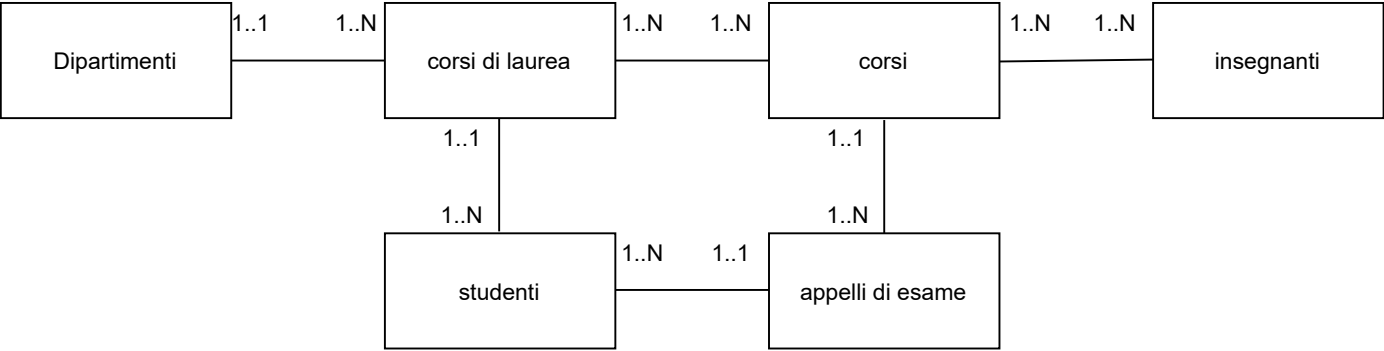 1..1 1..N 1..N 1..N 1..N 1..N
Dipartimenti corsi di laurea corsi insegnanti
1..1 1..1
1..N 1..N
1..N 1..1
studenti appelli di esame